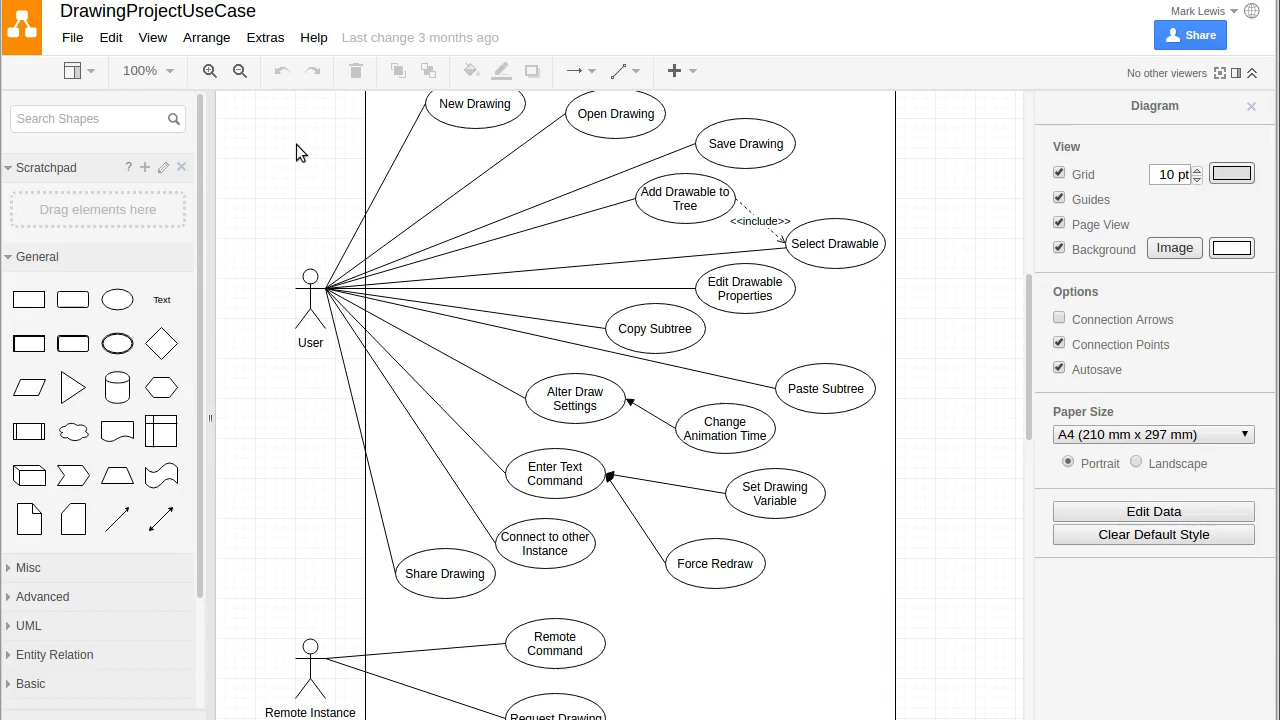 DrawingProjectUseCase
Mark Lewis
File Edit View Arrange Extras Help Last change 3 months ago
Share
100%
No other viewers
Search Shapes
Scratchpad
?
Drag elements here
General
Text
Misc
Advanced
UML
Entity Relation
Basic
New Drawing
Open Drawing
Save Drawing
Add Drawable to
Tree
<<include>>
Select Drawable
Edit Drawable
Properties
User
Copy Subtree
Paste Subtree
Alter Draw
Settings
Change
Animation Time
Enter Text
Command
Set Drawing
Variable
Connect to other
Instance
Force Redraw
Share Drawing
Remote
Command
Remote Instance
Request Drawing
Diagram
View
Grid
10 pt
Guides
Page View
Background
Image
Options
Connection Arrows
Connection Points
Autosave
Paper Size
A4 (210 mm x 297 mm)
Portrait
Landscape
Edit Data
Clear Default Style